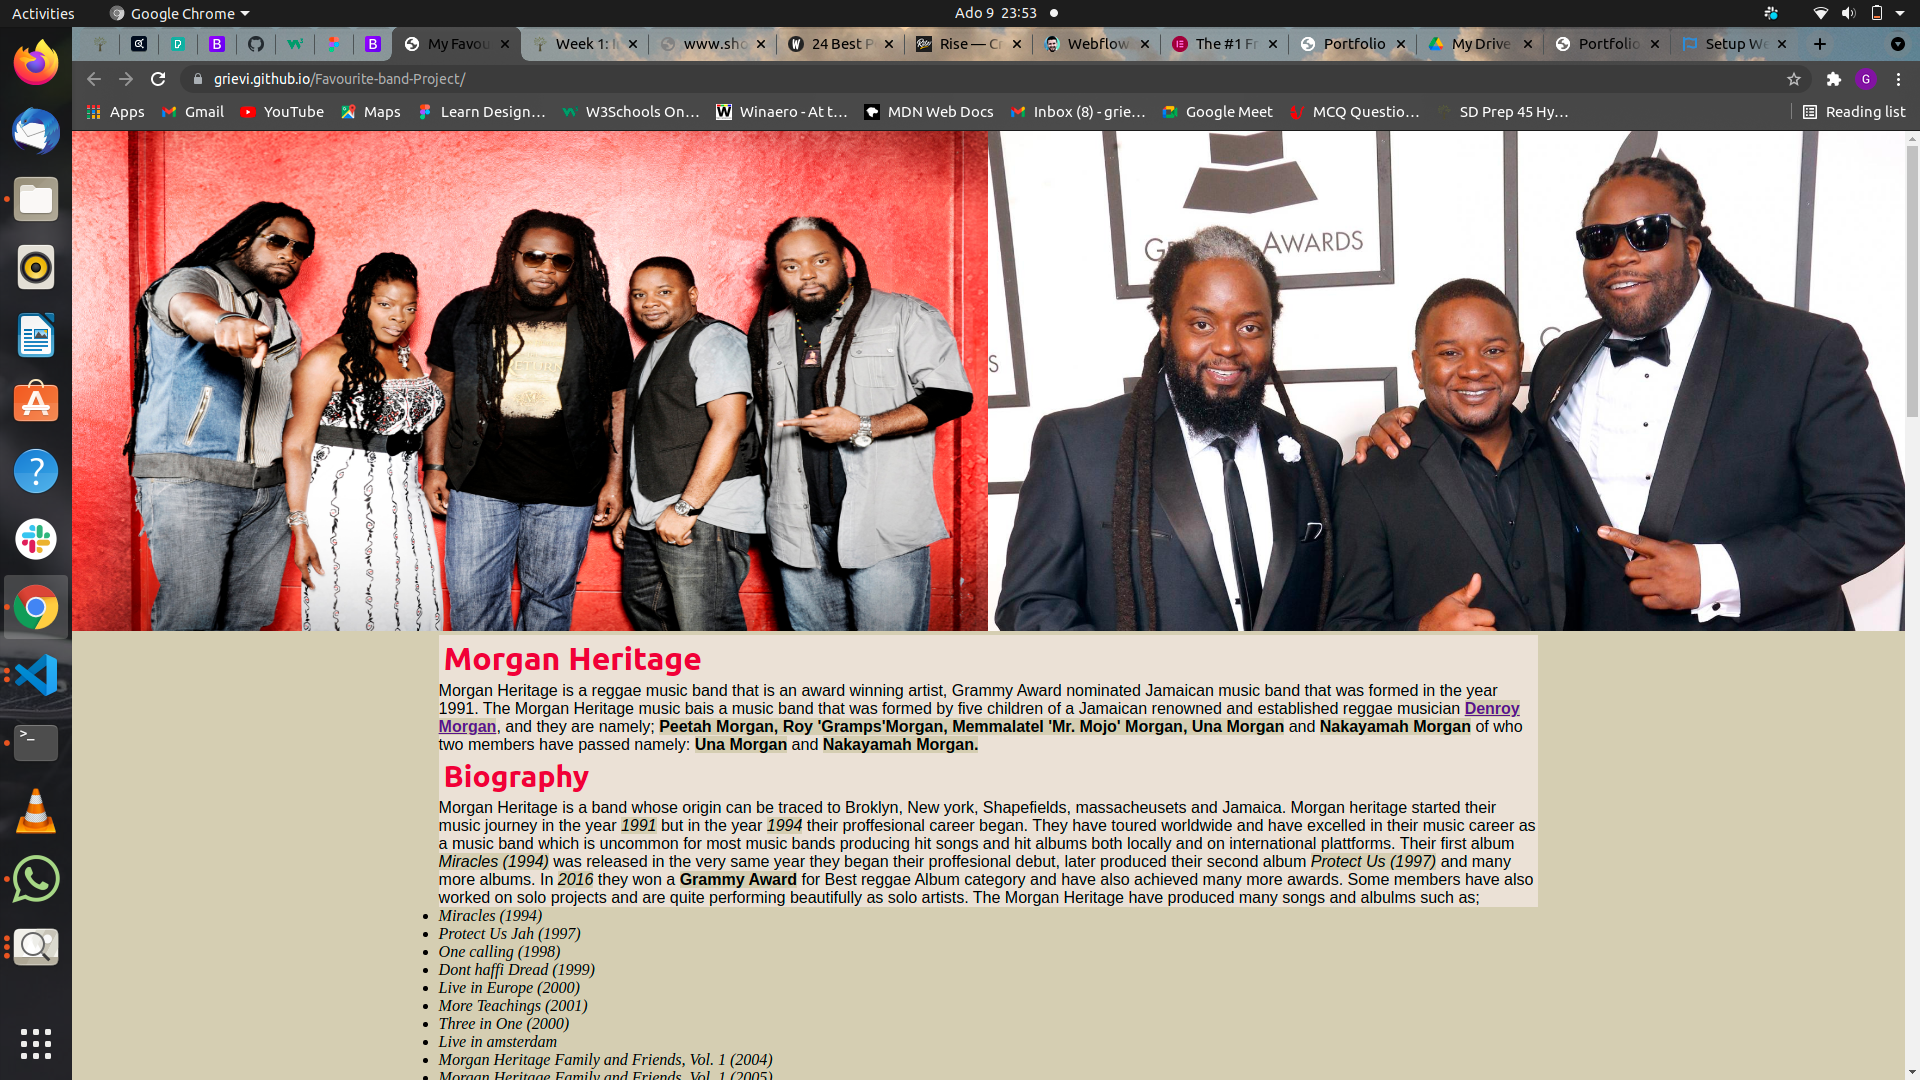 Activities
Google Chrome
Ado 9 23:53
My Favou
Week 1: I
www.sho
24 Best P
Rise — Cr
Webflow
The #1 Fr
Portfolio
My Drive
Portfolio
Setup We
grievi.github.io/Favourite-band-Project/
G
Apps
Gmail
YouTube
Maps
Learn Design…
W3Schools On…
Winaero - At t…
MDN Web Docs
Inbox (8) - grie…
Google Meet
MCQ Questio…
SD Prep 45 Hy…
Reading list
AWARDS
Morgan Heritage
Morgan Heritage is a reggae music band that is an award winning artist, Grammy Award nominated Jamaican music band that was formed in the year
1991. The Morgan Heritage music bais a music band that was formed by five children of a Jamaican renowned and established reggae musician Denroy
Morgan, and they are namely; Peetah Morgan, Roy 'Gramps'Morgan, Memmalatel 'Mr. Mojo' Morgan, Una Morgan and Nakayamah Morgan of who
two members have passed namely: Una Morgan and Nakayamah Morgan.
Biography
Morgan Heritage is a band whose origin can be traced to Broklyn, New york, Shapefields, massacheusets and Jamaica. Morgan heritage started their
music journey in the year 1991 but in the year 1994 their proffesional career began. They have toured worldwide and have excelled in their music career as
a music band which is uncommon for most music bands producing hit songs and hit albums both locally and on international plattforms. Their first album
Miracles (1994) was released in the very same year they began their proffesional debut, later produced their second album Protect Us (1997) and many
more albums. In 2016 they won a Grammy Award for Best reggae Album category and have also achieved many more awards. Some members have also
worked on solo projects and are quite performing beautifully as solo artists. The Morgan Heritage have produced many songs and albulms such as;
Miracles (1994)
Protect Us Jah (1997)
One calling (1998)
Dont haffi Dread (1999)
Live in Europe (2000)
More Teachings (2001)
Three in One (2000)
Live in amsterdam
Morgan Heritage Family and Friends, Vol. 1 (2004)
Morgan Heritage Family and Friends, Vol. 1 (2005)